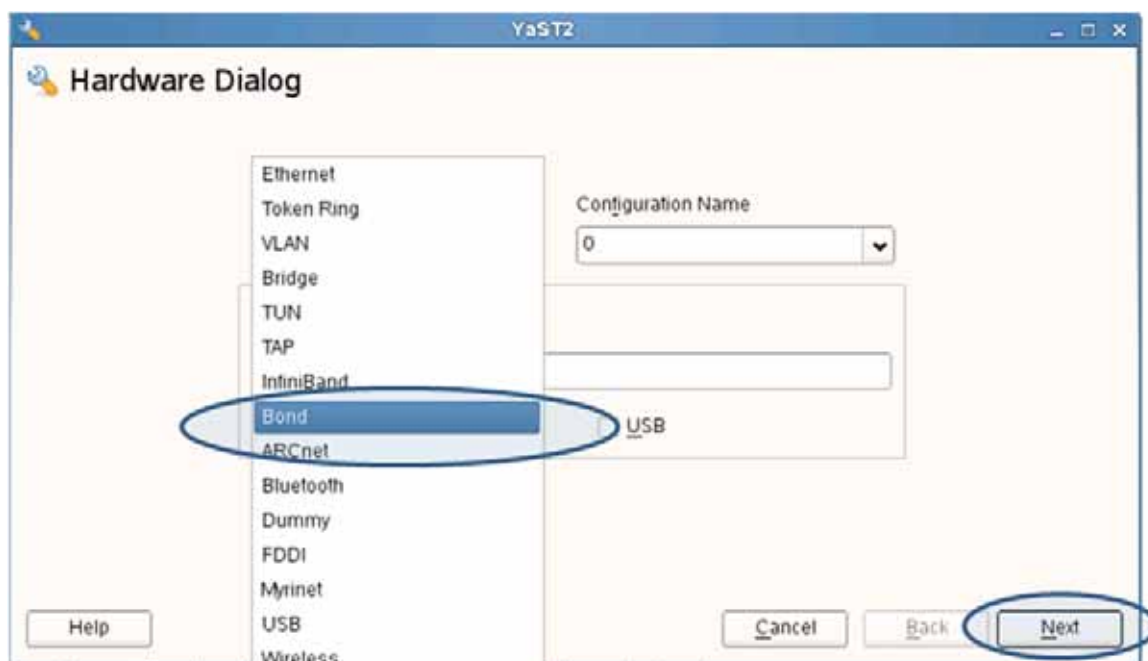 YaST2
Hardware Dialog
Ethernet
Token Ring
VLAN
Bridge
TUN
TAP
InfiniBand
Bond
ARCnet
Bluetooth
Dummy
FDDI
Myrinet
USB
Wireless
Configuration Name
0
USB
Help
Cancel
Back
Next